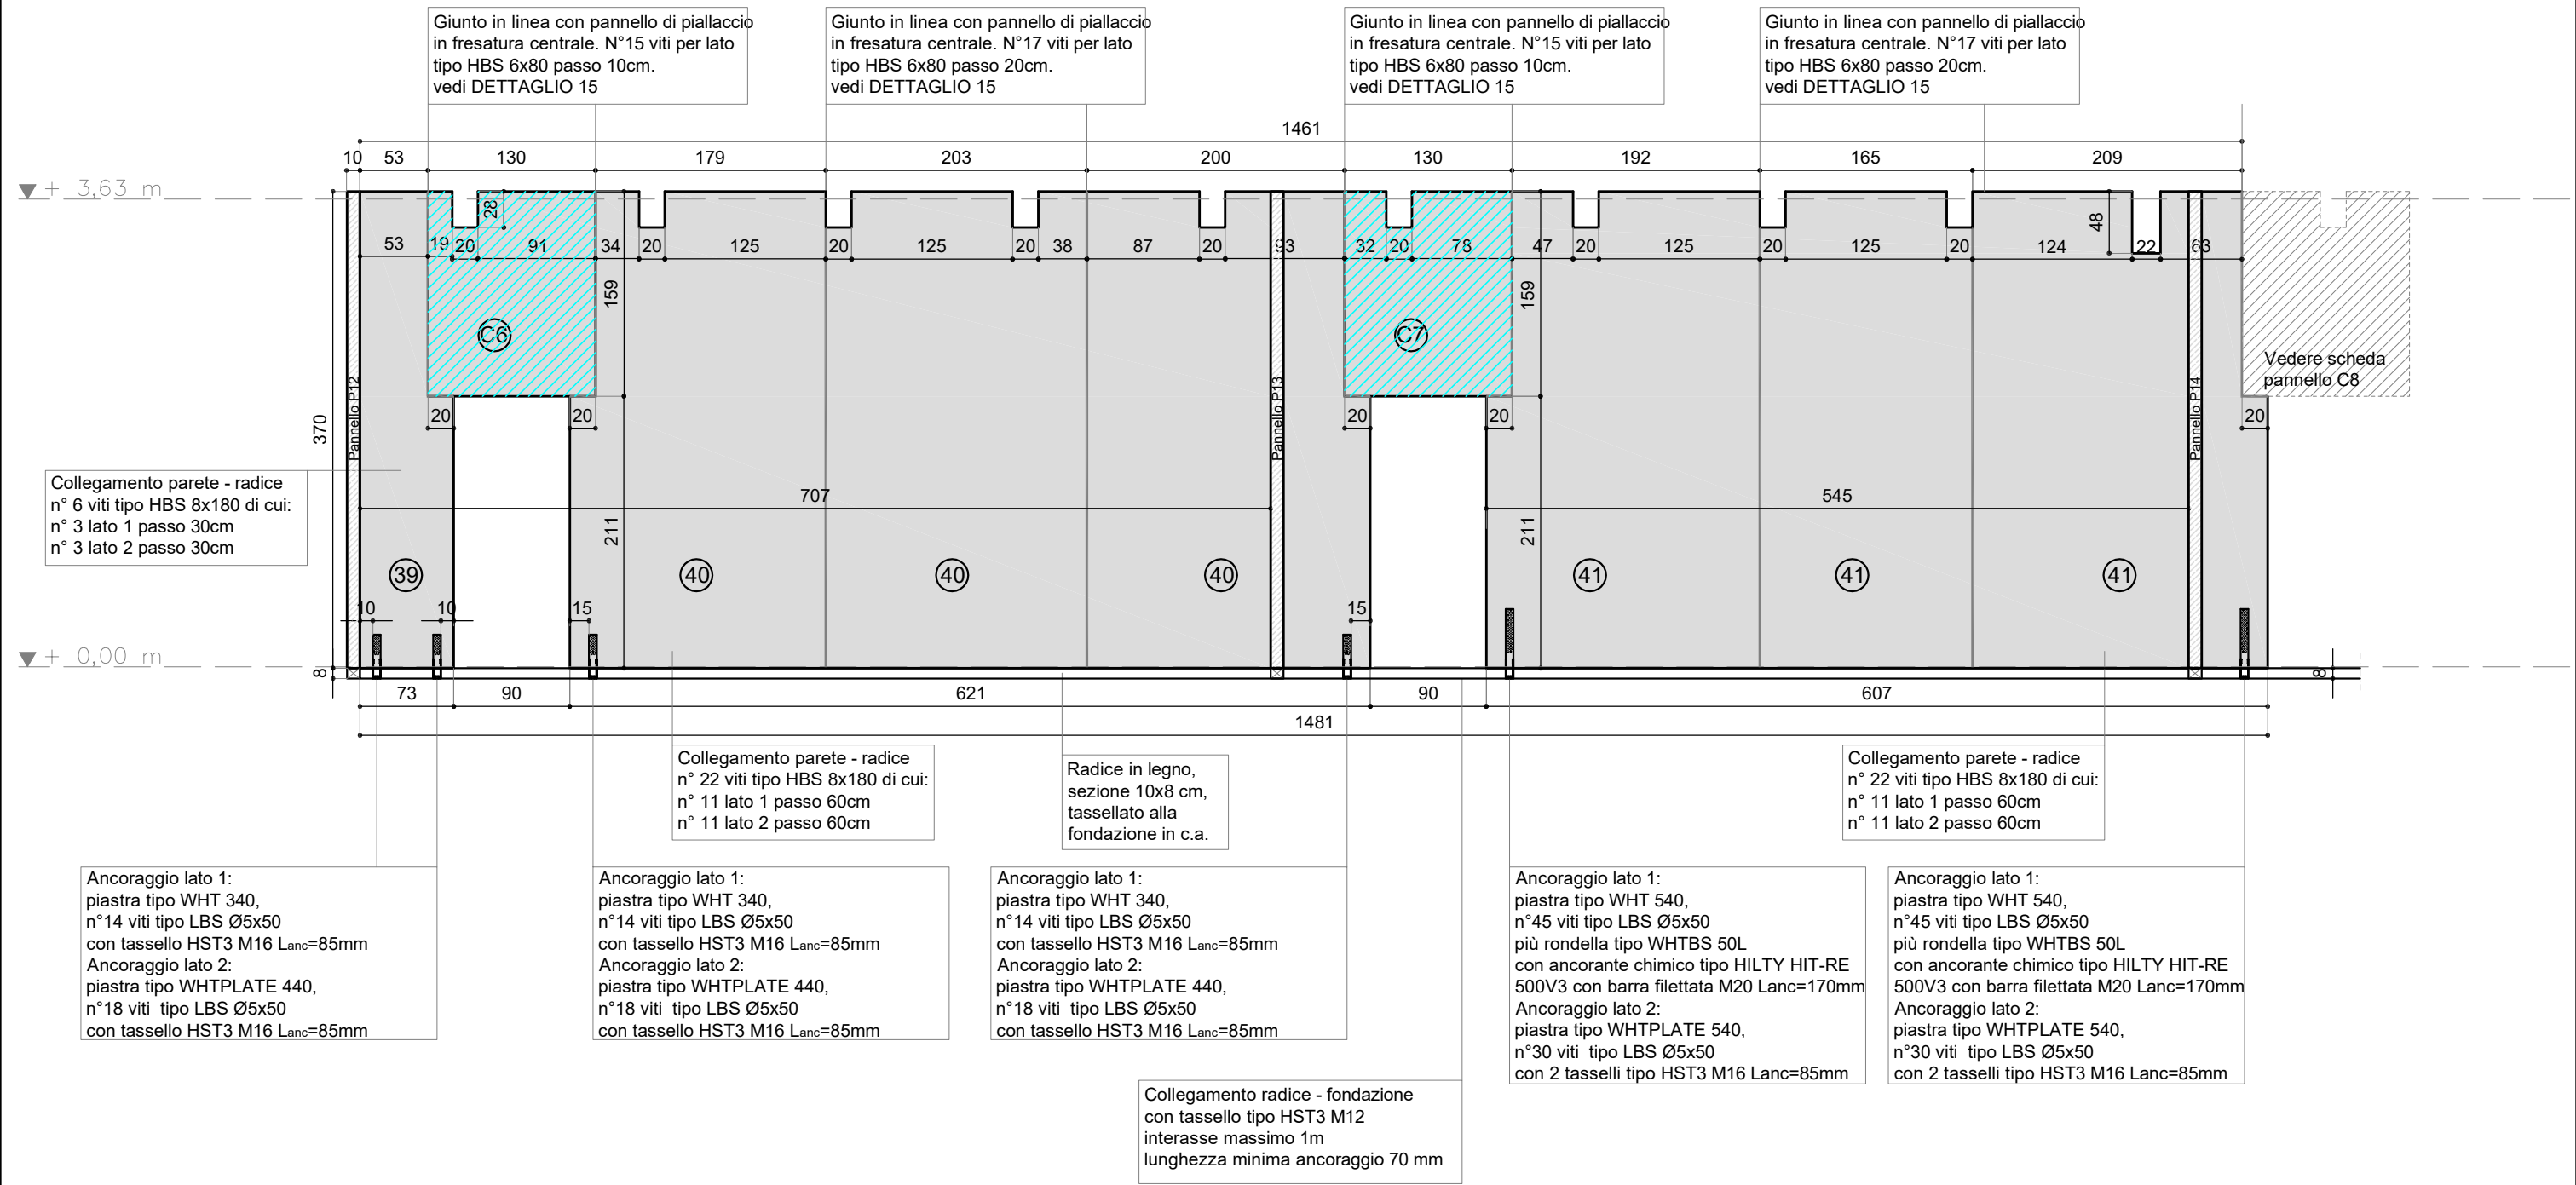 Giunto in linea con pannello di piallaccio
in fresatura centrale. N°15 viti per lato
tipo HBS 6x80 passo 10cm.
vedi DETTAGLIO 15
Giunto in linea con pannello di piallaccio
in fresatura centrale. N°17 viti per lato
tipo HBS 6x80 passo 20cm.
vedi DETTAGLIO 15
Giunto in linea con pannello di piallaccio
in fresatura centrale. N°15 viti per lato
tipo HBS 6x80 passo 10cm.
vedi DETTAGLIO 15
Giunto in linea con pannello di piallaccio
in fresatura centrale. N°17 viti per lato
tipo HBS 6x80 passo 20cm.
vedi DETTAGLIO 15
1461
10 53 130 179 203 200 130 192 165 209
+ 3,63 m
28
48
53 19 20 91 34 20 125 20 125 20 38 87 20 93 32 20 78 47 20 125 20 125 20 124 22 63
159
159
C6
C7
Vedere scheda
pannello C8
Pannello P12
Pannello P13
Pannello P14
20 20 20 20 20
370
Collegamento parete - radice
n° 6 viti tipo HBS 8x180 di cui:
n° 3 lato 1 passo 30cm
n° 3 lato 2 passo 30cm
707
545
211
211
39
40
40
40
41
41
41
10 10 15 15
+ 0,00 m
8
8
73 90 621 90 607
1481
Collegamento parete - radice
n° 22 viti tipo HBS 8x180 di cui:
n° 11 lato 1 passo 60cm
n° 11 lato 2 passo 60cm
Radice in legno,
sezione 10x8 cm,
tassellato alla
fondazione in c.a.
Collegamento parete - radice
n° 22 viti tipo HBS 8x180 di cui:
n° 11 lato 1 passo 60cm
n° 11 lato 2 passo 60cm
Ancoraggio lato 1:
piastra tipo WHT 340,
n°14 viti tipo LBS Ø5x50
con tassello HST3 M16 Lanc=85mm
Ancoraggio lato 2:
piastra tipo WHTPLATE 440,
n°18 viti tipo LBS Ø5x50
con tassello HST3 M16 Lanc=85mm
Ancoraggio lato 1:
piastra tipo WHT 340,
n°14 viti tipo LBS Ø5x50
con tassello HST3 M16 Lanc=85mm
Ancoraggio lato 2:
piastra tipo WHTPLATE 440,
n°18 viti tipo LBS Ø5x50
con tassello HST3 M16 Lanc=85mm
Ancoraggio lato 1:
piastra tipo WHT 340,
n°14 viti tipo LBS Ø5x50
con tassello HST3 M16 Lanc=85mm
Ancoraggio lato 2:
piastra tipo WHTPLATE 440,
n°18 viti tipo LBS Ø5x50
con tassello HST3 M16 Lanc=85mm
Ancoraggio lato 1:
piastra tipo WHT 540,
n°45 viti tipo LBS Ø5x50
più rondella tipo WHTBS 50L
con ancorante chimico tipo HILTY HIT-RE
500V3 con barra filettata M20 Lanc=170mm
Ancoraggio lato 2:
piastra tipo WHTPLATE 540,
n°30 viti tipo LBS Ø5x50
con 2 tasselli tipo HST3 M16 Lanc=85mm
Ancoraggio lato 1:
piastra tipo WHT 540,
n°45 viti tipo LBS Ø5x50
più rondella tipo WHTBS 50L
con ancorante chimico tipo HILTY HIT-RE
500V3 con barra filettata M20 Lanc=170mm
Ancoraggio lato 2:
piastra tipo WHTPLATE 540,
n°30 viti tipo LBS Ø5x50
con 2 tasselli tipo HST3 M16 Lanc=85mm
Collegamento radice - fondazione
con tassello tipo HST3 M12
interasse massimo 1m
lunghezza minima ancoraggio 70 mm